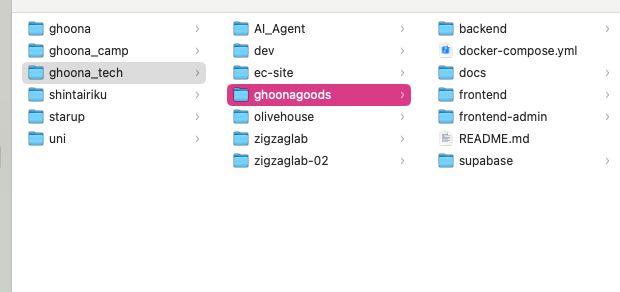 ghoona
ghoona_camp
ghoona_tech
shintairiku
starup
uni
AI_Agent
dev
ec-site
ghoonagoods
olivehouse
zigzaglab
zigzaglab-02
backend
docker-compose.yml
docs
frontend
frontend-admin
README.md
supabase